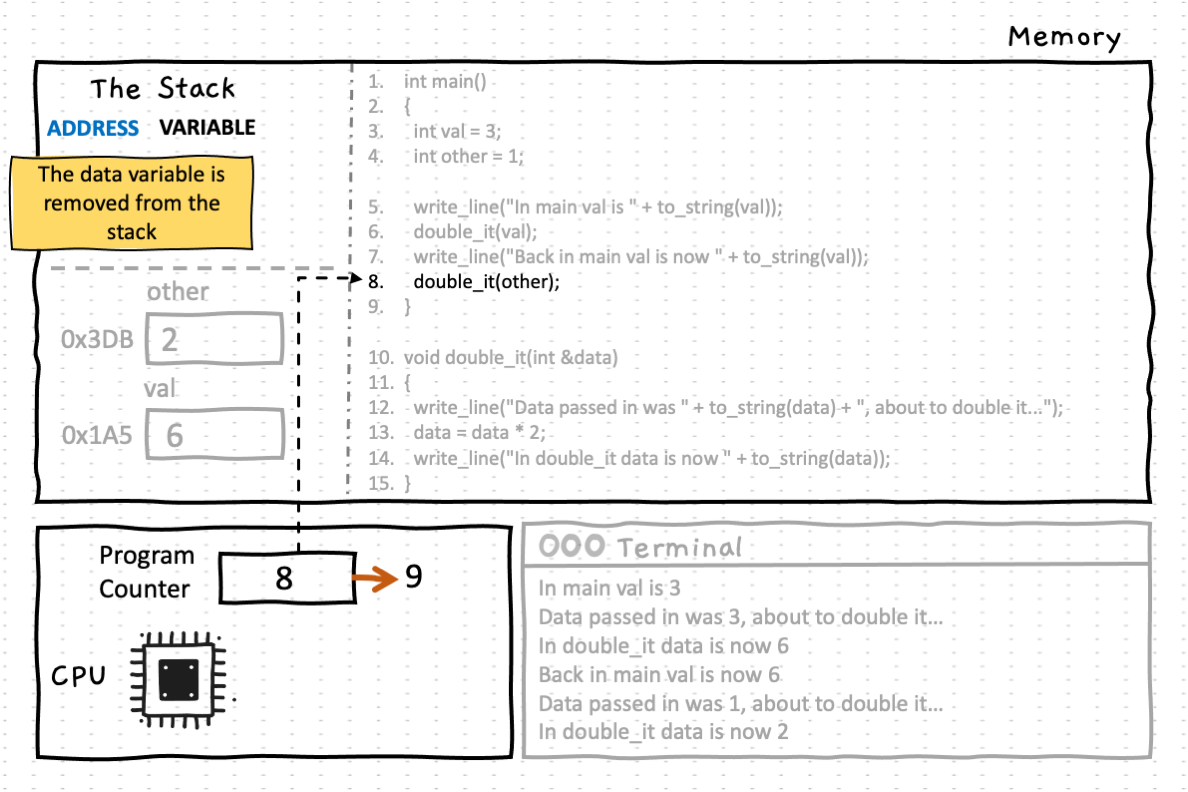 Memory
The Stack
ADDRESS VARIABLE
The data variable is
removed from the
stack
other
0x3DB 2
val
0x1A5 6
1. int main()
2. {
3. int val = 3;
4. int other = 1;
5. write_line("In main val is " + to_string(val));
6. double_it(val);
7. write_line("Back in main val is now " + to_string(val));
8. double_it(other);
9. }
10. void double_it(int &data)
11. {
12. write_line("Data passed in was " + to_string(data) + ", about to double it...");
13. data = data * 2;
14. write_line("In double_it data is now " + to_string(data));
15. }
Program
Counter
8 9
CPU
Terminal
In main val is 3
Data passed in was 3, about to double it...
In double_it data is now 6
Back in main val is now 6
Data passed in was 1, about to double it...
In double_it data is now 2